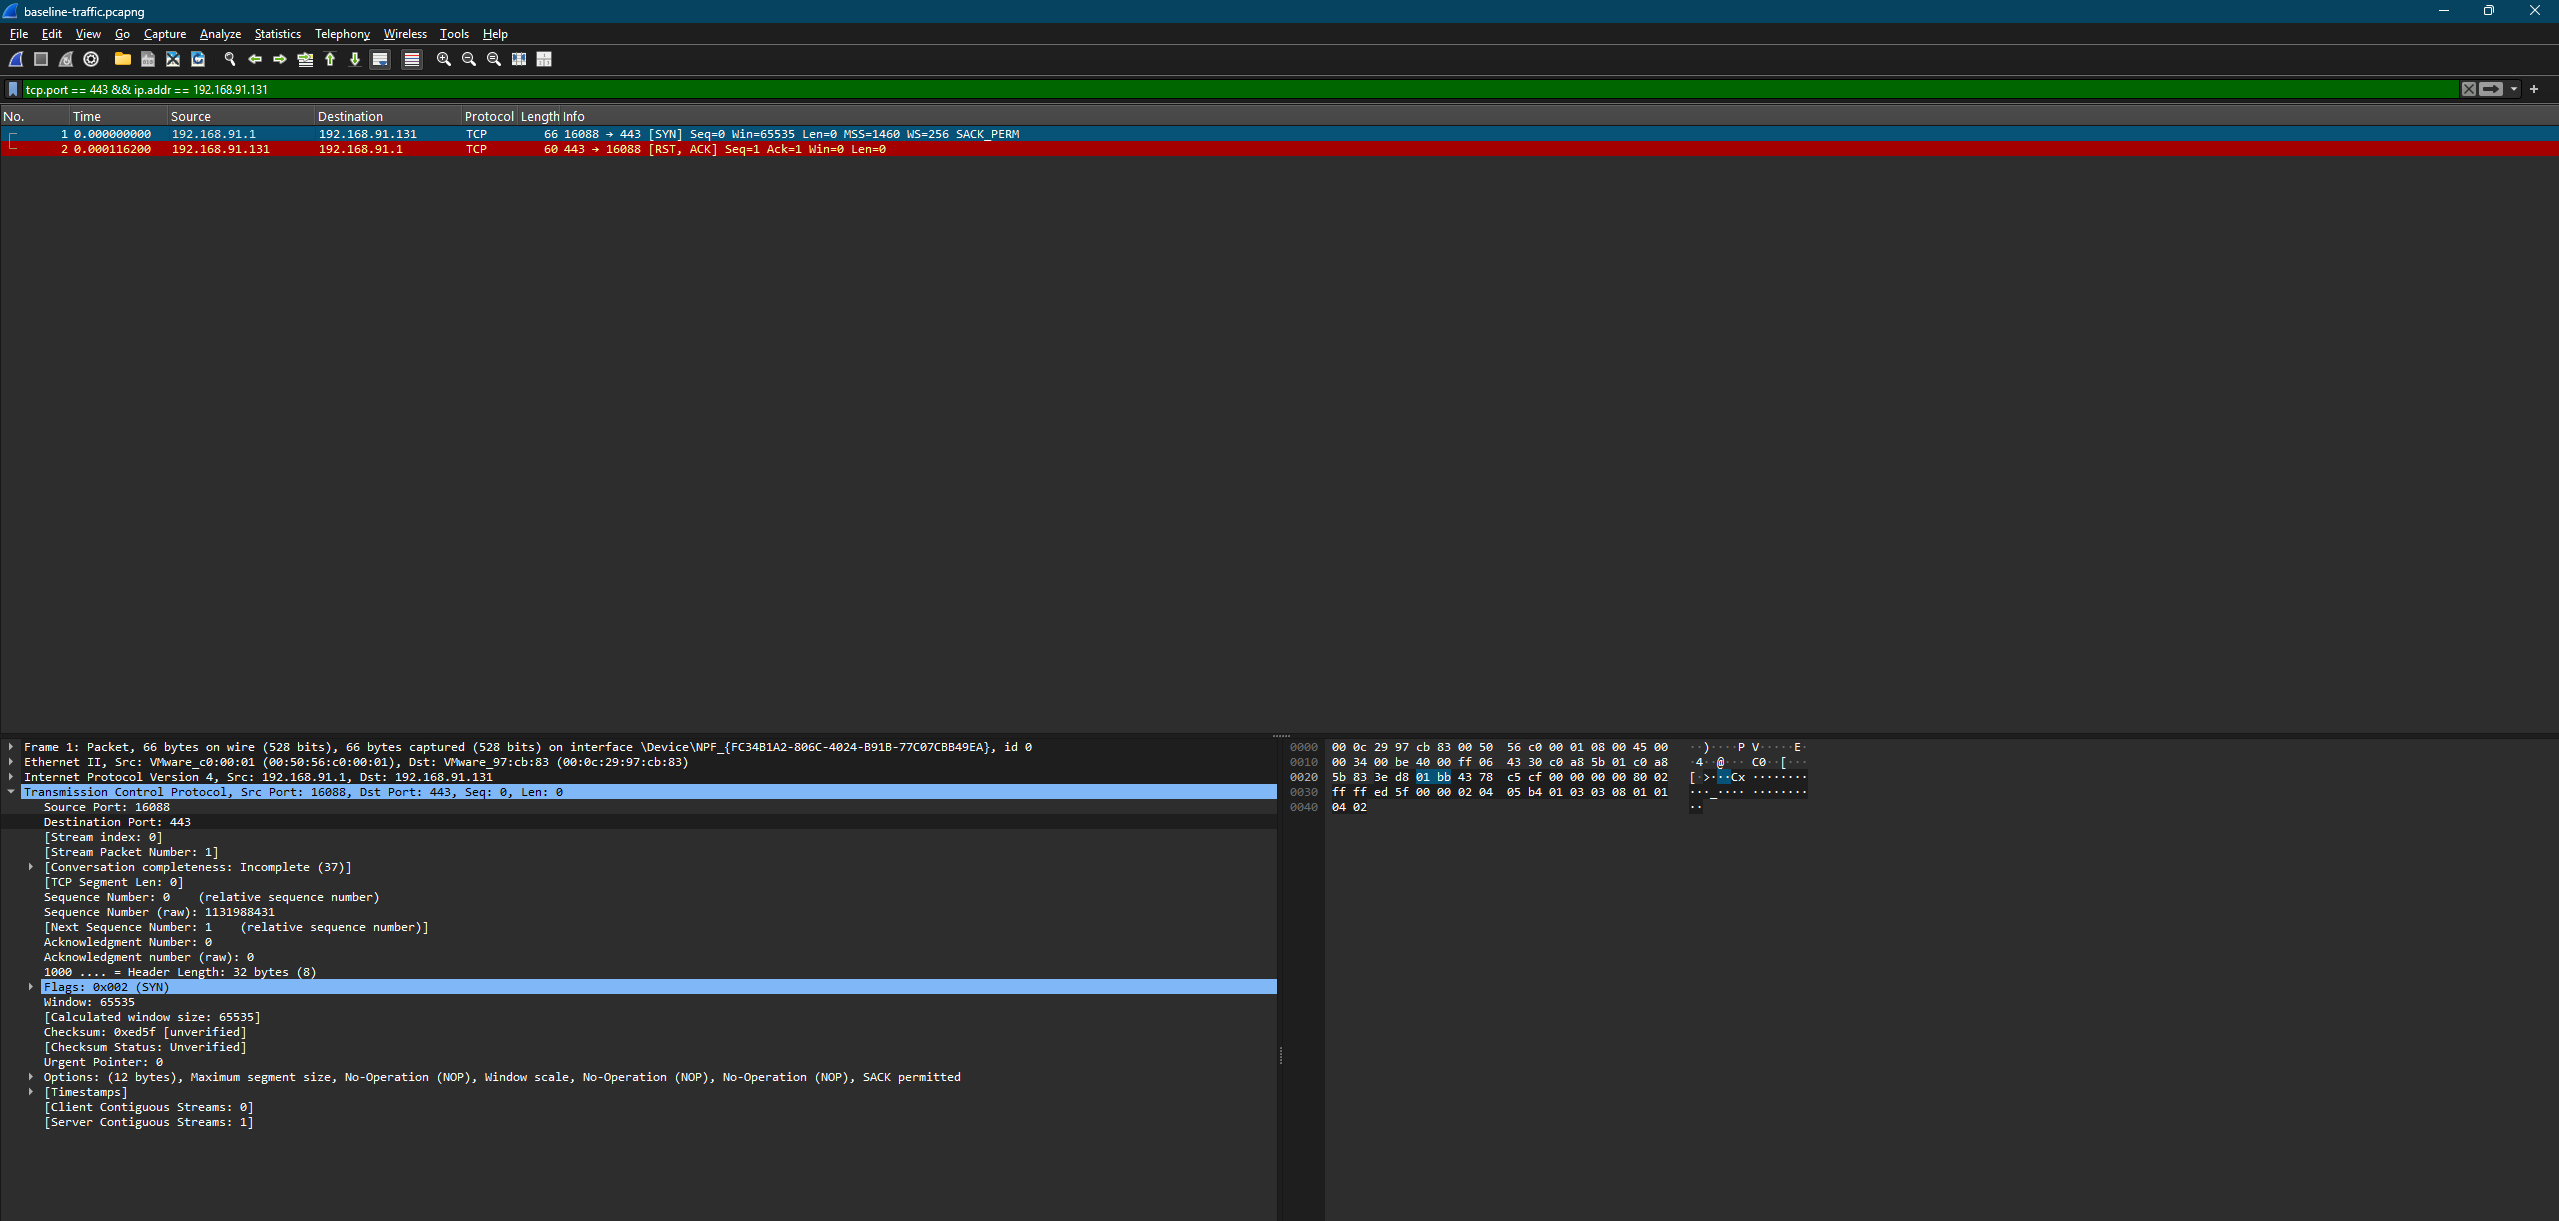 baseline-traffic.pcapng
File Edit View Go Capture Analyze Statistics Telephony Wireless Tools Help
tcp.port == 443 && ip.addr == 192.168.91.131
No. Time Source Destination Protocol Length Info
1 0.000000000 192.168.91.1 192.168.91.131 TCP 66 16088 → 443 [SYN] Seq=0 Win=65535 Len=0 MSS=1460 WS=256 SACK_PERM
2 0.000116200 192.168.91.131 192.168.91.1 TCP 60 443 → 16088 [RST, ACK] Seq=1 Ack=1 Win=0 Len=0
Frame 1: Packet, 66 bytes on wire (528 bits), 66 bytes captured (528 bits) on interface \Device\NPF_{FC34B1A2-806C-4024-B91B-77C07CBB49EA}, id 0
Ethernet II, Src: VMware_c0:00:01 (00:50:56:c0:00:01), Dst: VMware_97:cb:83 (00:0c:29:97:cb:83)
Internet Protocol Version 4, Src: 192.168.91.1, Dst: 192.168.91.131
Transmission Control Protocol, Src Port: 16088, Dst Port: 443, Seq: 0, Len: 0
Source Port: 16088
Destination Port: 443
[Stream index: 0]
[Stream Packet Number: 1]
[Conversation completeness: Incomplete (37)]
[TCP Segment Len: 0]
Sequence Number: 0 (relative sequence number)
Sequence Number (raw): 1131988431
[Next Sequence Number: 1 (relative sequence number)]
Acknowledgment Number: 0
Acknowledgment number (raw): 0
1000 .... = Header Length: 32 bytes (8)
Flags: 0x002 (SYN)
Window: 65535
[Calculated window size: 65535]
Checksum: 0xed5f [unverified]
[Checksum Status: Unverified]
Urgent Pointer: 0
Options: (12 bytes), Maximum segment size, No-Operation (NOP), Window scale, No-Operation (NOP), No-Operation (NOP), SACK permitted
[Timestamps]
[Client Contiguous Streams: 0]
[Server Contiguous Streams: 1]
0000 00 0c 29 97 cb 83 00 50 56 c0 00 01 08 00 45 00 ··)····P V·····E·
0010 00 34 00 be 40 00 ff 06 43 30 c0 a8 5b 01 c0 a8 ·4··@··· C0··[···
0020 5b 83 3e d8 01 bb 43 78 c5 cf 00 00 00 00 80 02 [·>···Cx ········
0030 ff ff ed 5f 00 00 02 04 05 b4 01 03 03 08 01 01 ···_···· ········
0040 04 02 ··